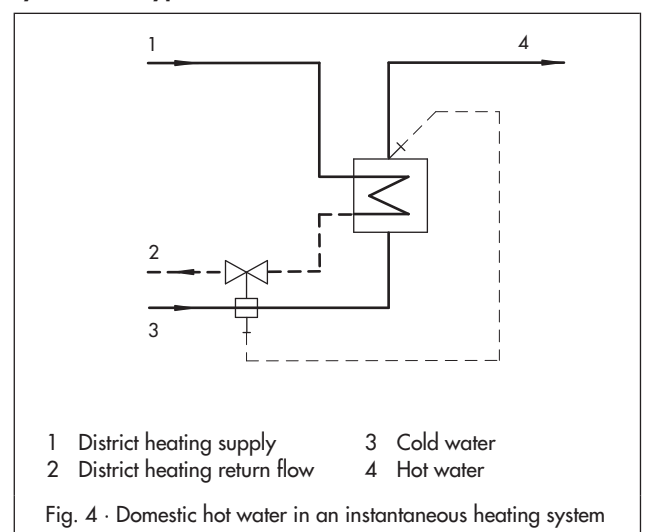 1
4
2
3
1 District heating supply 3 Cold water
2 District heating return flow 4 Hot water
Fig. 4 · Domestic hot water in an instantaneous heating system